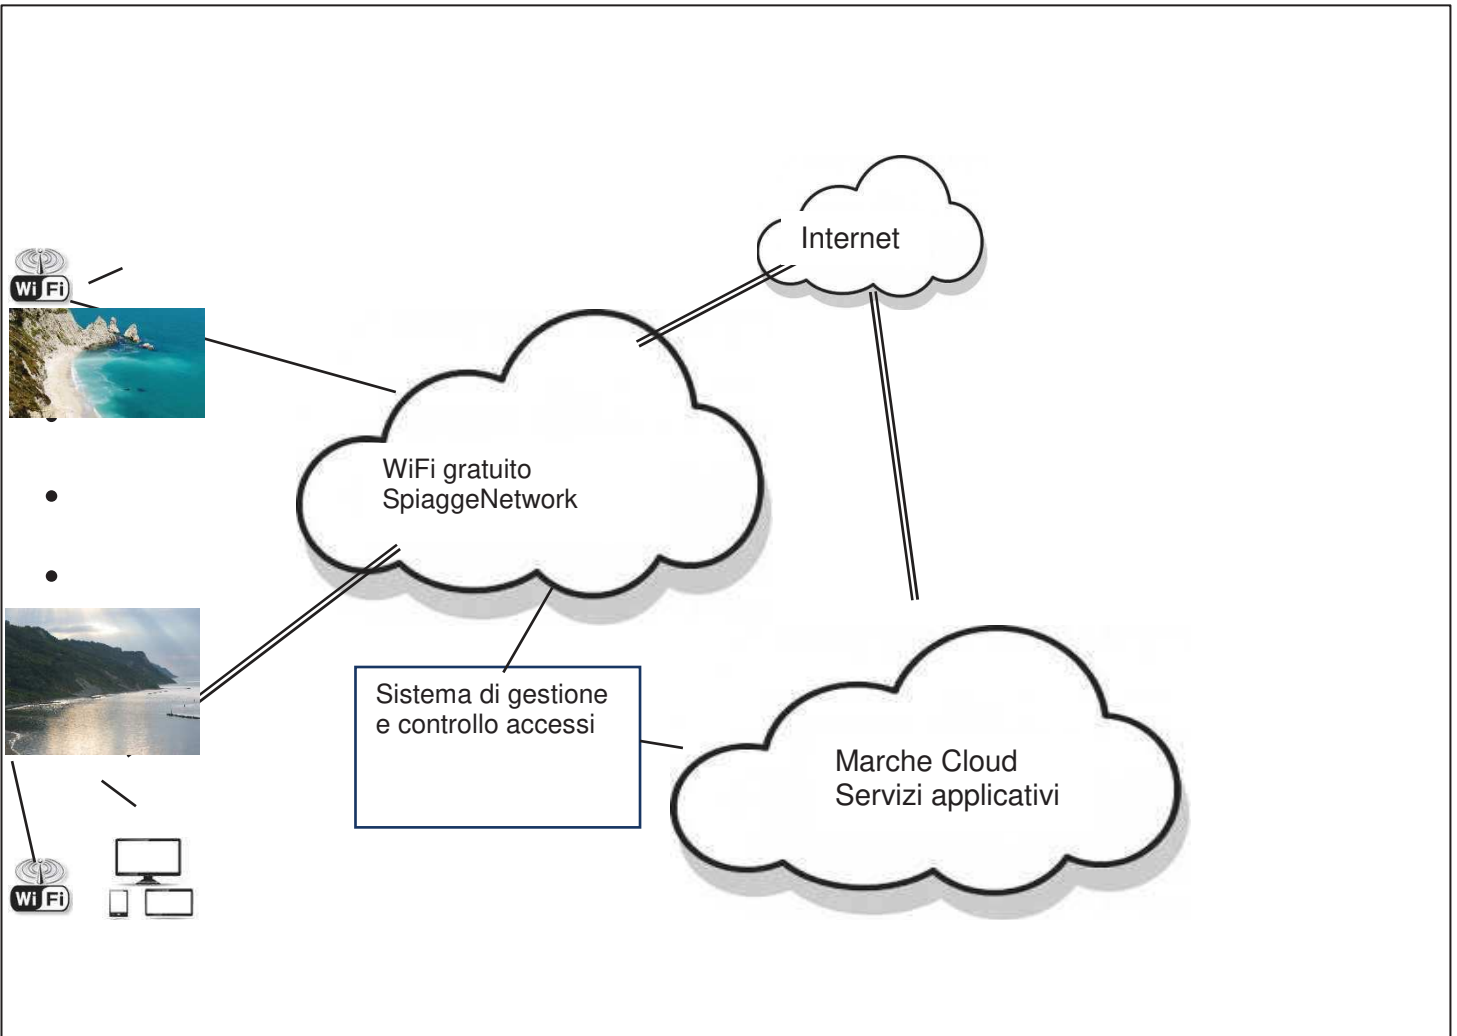 Internet
Wi Fi
WiFi gratuito
SpiaggeNetwork
Sistema di gestione
e controllo accessi
Marche Cloud
Servizi applicativi
Wi Fi